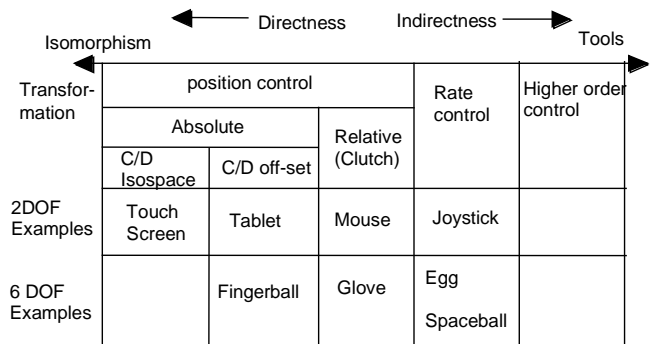 Directness Indirectness
Isomorphism Tools
Transfor-
mation
position control
Rate
control
Higher order
control
Absolute
Relative
(Clutch)
C/D
Isospace
C/D off-set
2DOF
Examples
Touch
Screen
Tablet
Mouse
Joystick
6 DOF
Examples
Fingerball
Glove
Egg
Spaceball